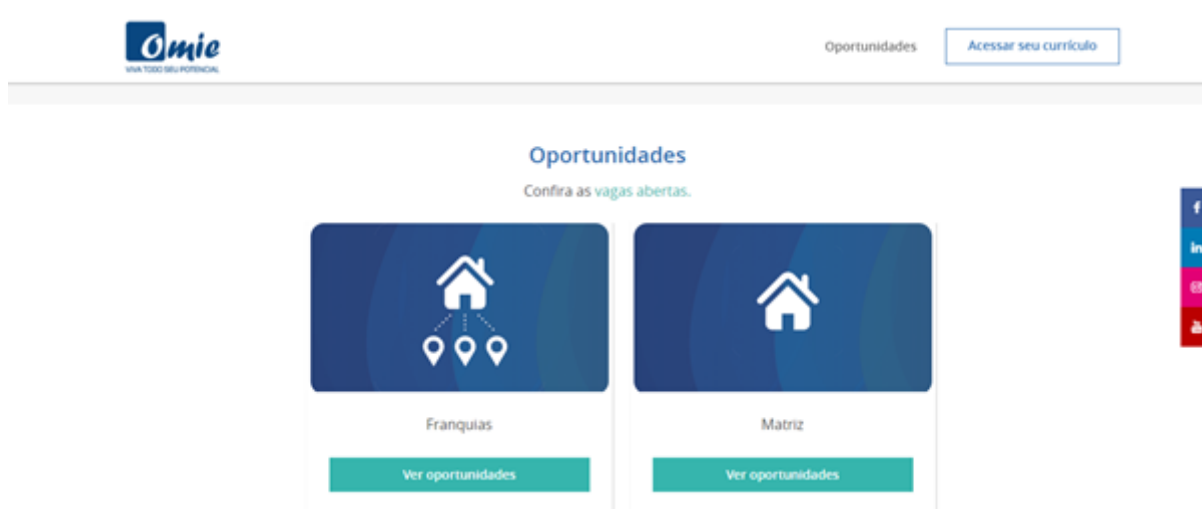 Omie
VIVA TODO SEU POTENCIAL
Oportunidades
Acessar seu currículo
Oportunidades
Confira as vagas abertas.
Franquias
Matriz
Ver oportunidades
Ver oportunidades